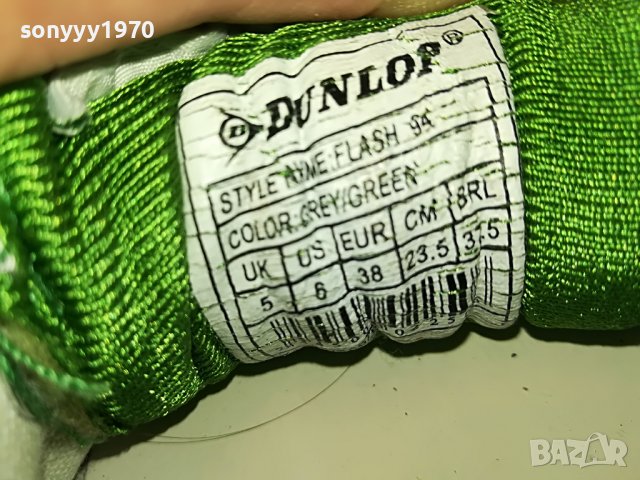 sonyyy1970
DUNLOP®
STYLE NAME:FLASH 94
COLOR: GREY/GREEN
UK US EUR CM BRL
5 6 38 23.5 37.5
BAZAR